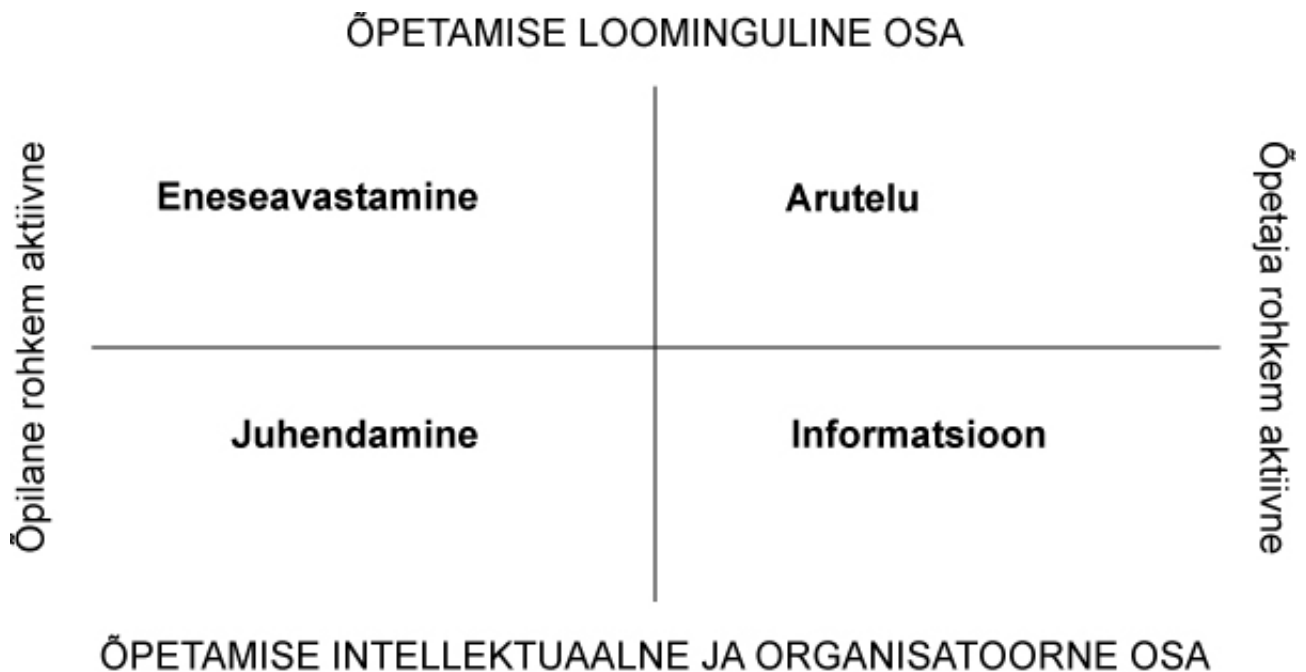 ÕPETAMISE LOOMINGULINE OSA
Õpilane rohkem aktiivne
Eneseavastamine
Arutelu
Õpetaja rohkem aktiivne
Juhendamine
Informatsioon
ÕPETAMISE INTELLEKTUAALNE JA ORGANISATOORNE OSA